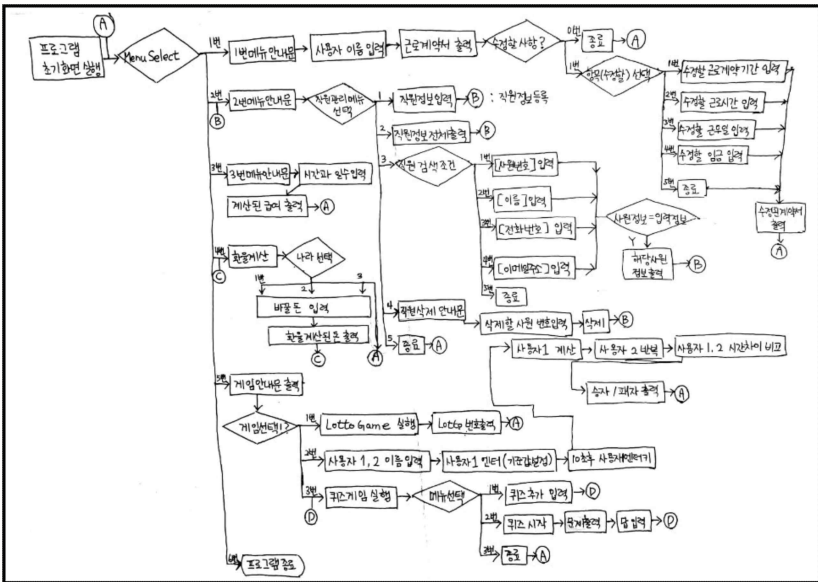 A
프로그램
초기화면 실행
Menu Select
1번
1번메뉴안내문
사용자 이름 입력
근로계약서 출력
수정할 사항?
0번
종료
A
1번
항목(수정할) 선택
1번
수정할 근로계약기간 입력
2번
수정할 근로시간 입력
3번
수정할 근무일 입력
4번
수정할 임금 입력
5번
종료
수정된계약서
출력
A
2번
B
2번메뉴안내문
직원관리메뉴
선택
1
직원정보입력
B
: 직원정보등록
2
직원정보전체출력
B
3
직원 검색조건
1번
[사원번호] 입력
2번
[이름] 입력
3번
[전화번호] 입력
4번
[이메일주소] 입력
5번
종료
사원정보=입력정보
Y
해당사원
정보출력
B
4
직원삭제 안내문
삭제할 사원 번호입력
삭제
B
5
종료
A
3번
3번메뉴안내문
시간과 일수입력
계산된 급여 출력
A
4번
C
환율계산
나라 선택
1번
2
3
바꿀돈 입력
환율계산된돈 출력
C
A
5번
게임안내문 출력
게임선택!?
1번
Lotto Game 실행
Lotto 번호출력
A
2번
사용자 1, 2 이름입력
사용자1 엔터(기준값설정)
10초후 사용자엔터키
사용자1 계산
사용자 2 반복
사용자 1, 2 시간차이 비교
승자 / 패자 출력
A
3번
D
퀴즈게임 실행
메뉴선택
1번
퀴즈추가 입력
D
2번
퀴즈 시작
문제출력
답 입력
D
3번
종료
A
6번
프로그램 종료